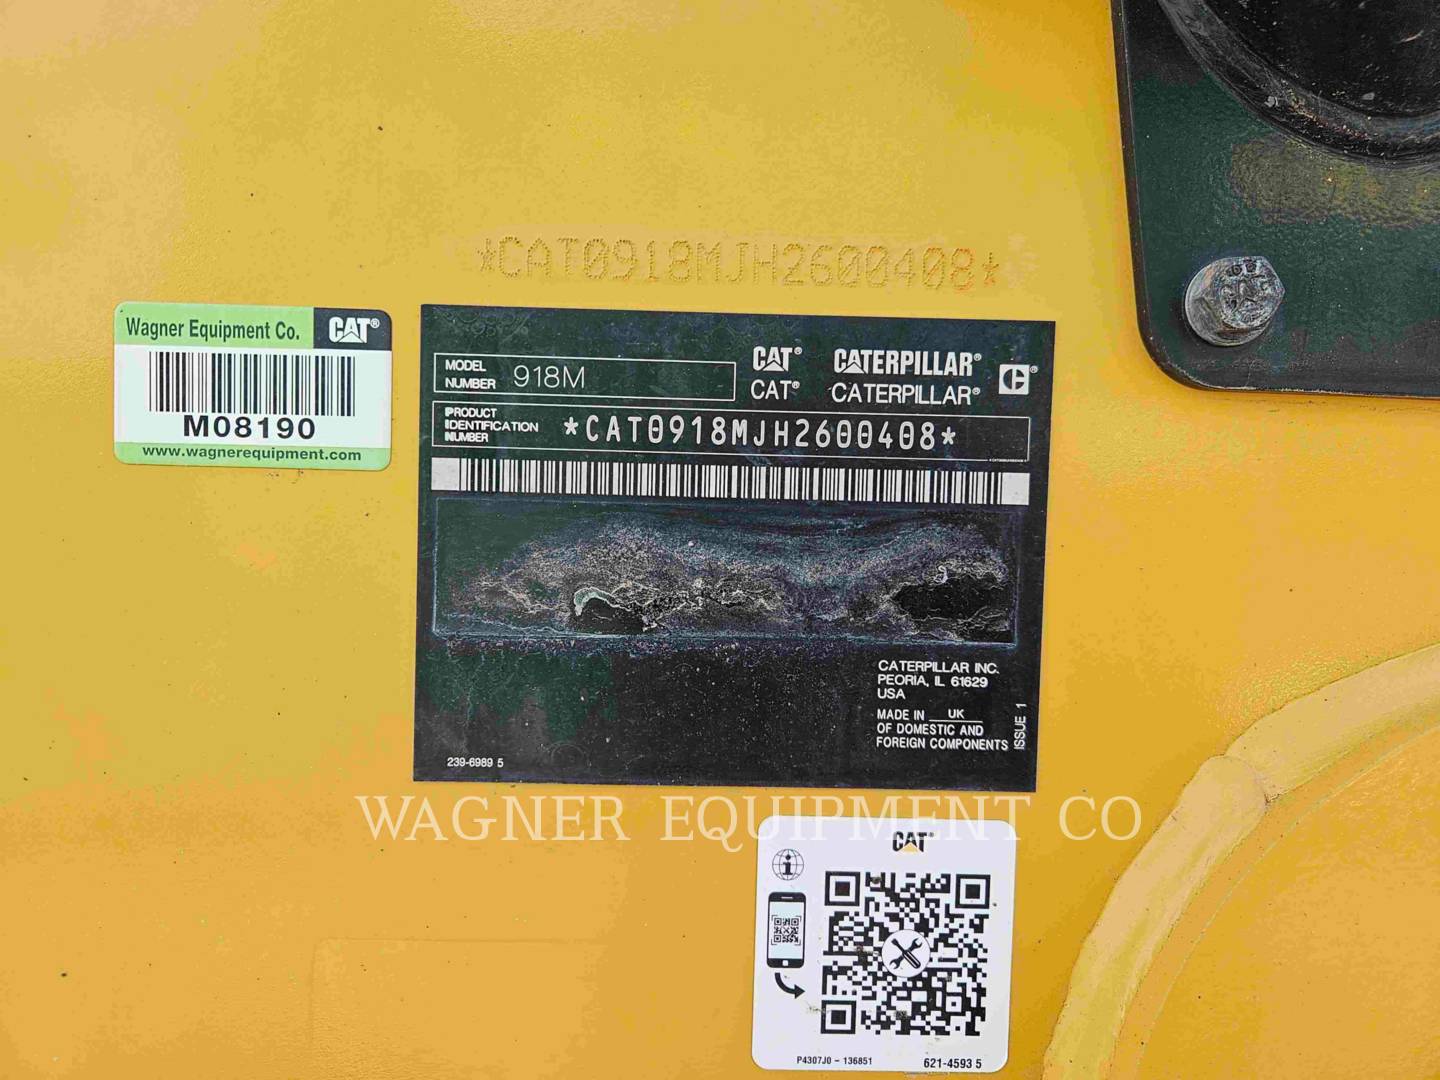 *CAT0918MJH2600408*
Wagner Equipment Co. CAT®
M08190
www.wagnerequipment.com
MODEL
NUMBER 918M
CAT® CATERPILLAR®
CAT® CATERPILLAR®
PRODUCT
IDENTIFICATION
NUMBER
*CAT0918MJH2600408*
CATERPILLAR INC.
PEORIA, IL 61629
USA
MADE IN UK
OF DOMESTIC AND
FOREIGN COMPONENTS
ISSUE 1
239-6989 5
WAGNER EQUIPMENT CO
CAT®
P4307J0 - 136851
621-4593 5